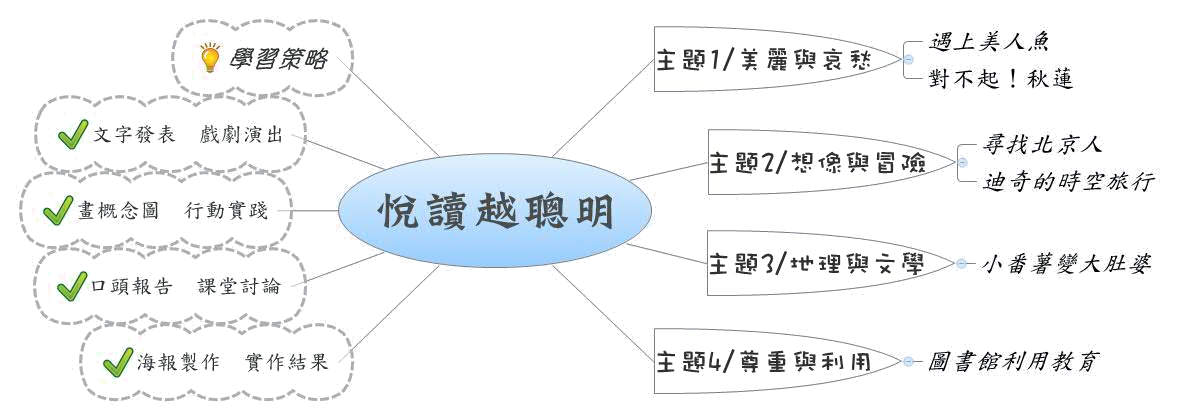 學習策略
文字發表　戲劇演出
畫概念圖　行動實踐
口頭報告　課堂討論
海報製作　實作結果
悅讀越聰明
主題1/美麗與哀愁
遇上美人魚
對不起！秋蓮
主題2/想像與冒險
尋找北京人
迪奇的時空旅行
主題3/地理與文學
小番薯變大肚婆
主題4/尊重與利用
圖書館利用教育